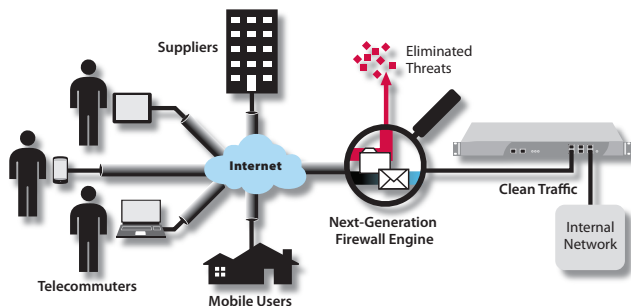 Suppliers
Eliminated
Threats
Internet
Clean Traffic
Next-Generation
Firewall Engine
Internal
Network
Telecommuters
Mobile Users